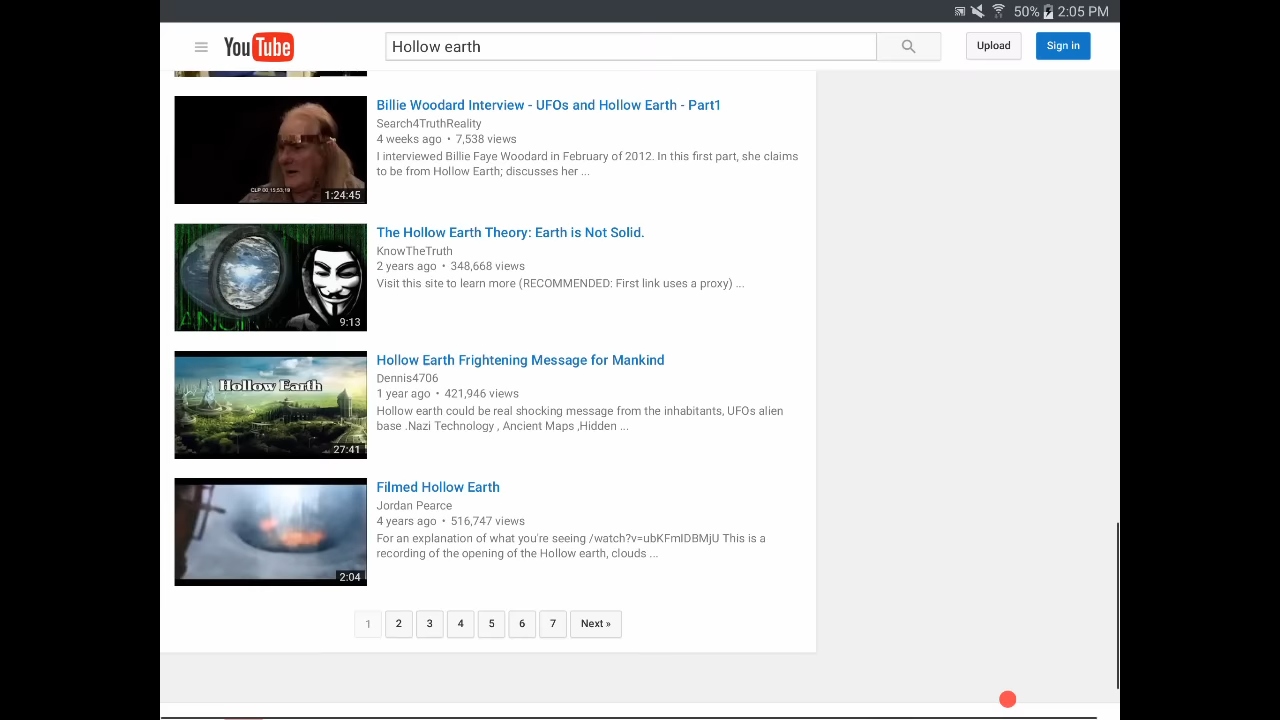 50% 2:05 PM
YouTube
Hollow earth
Upload
Sign in
Billie Woodard Interview - UFOs and Hollow Earth - Part1
Search4TruthReality
4 weeks ago • 7,538 views
I interviewed Billie Faye Woodard in February of 2012. In this first part, she claims
to be from Hollow Earth; discusses her ...
CLP 00:15:53;19
1:24:45
The Hollow Earth Theory: Earth is Not Solid.
KnowTheTruth
2 years ago • 348,668 views
Visit this site to learn more (RECOMMENDED: First link uses a proxy) ...
9:13
Hollow Earth Frightening Message for Mankind
Dennis4706
1 year ago • 421,946 views
Hollow earth could be real shocking message from the inhabitants, UFOs alien
base .Nazi Technology , Ancient Maps ,Hidden ...
Hollow Earth
27:41
Filmed Hollow Earth
Jordan Pearce
4 years ago • 516,747 views
For an explanation of what you're seeing /watch?v=ubKFmIDBMjU This is a
recording of the opening of the Hollow earth, clouds ...
2:04
1 2 3 4 5 6 7 Next »